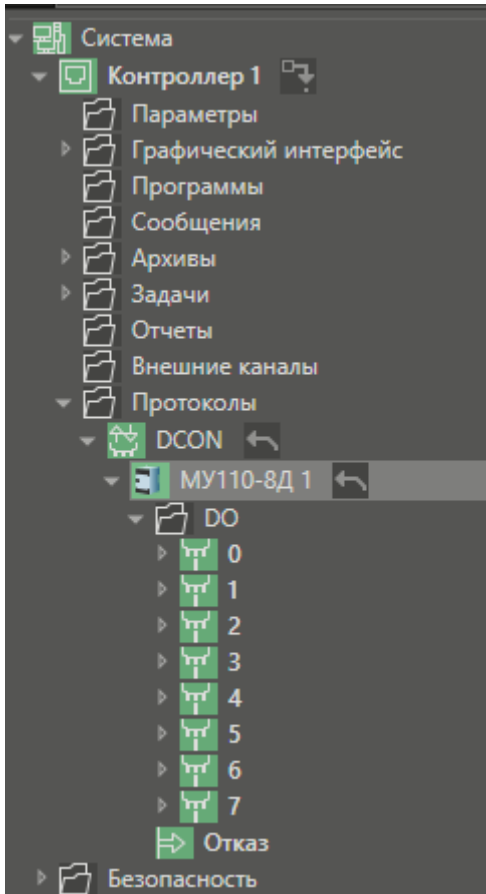 Система
Контроллер 1
Параметры
Графический интерфейс
Программы
Сообщения
Архивы
Задачи
Отчеты
Внешние каналы
Протоколы
DCON
МУ110-8Д 1
DO
0
1
2
3
4
5
6
7
Отказ
Безопасность